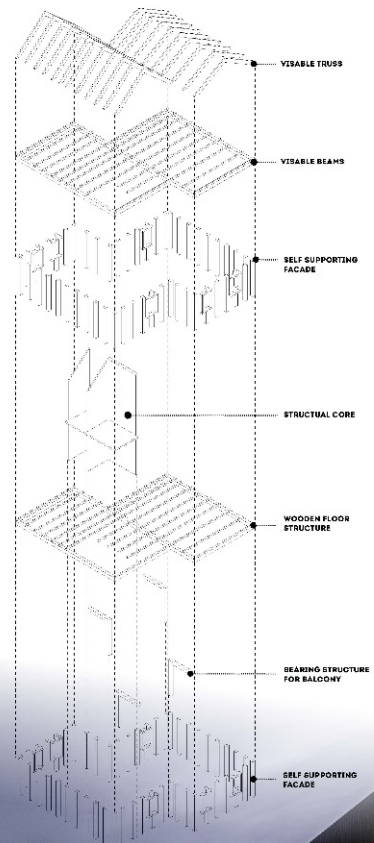 VISABLE TRUSS
VISABLE BEAMS
SELF SUPPORTING
FACADE
STRUCTUAL CORE
WOODEN FLOOR
STRUCTURE
BEARING STRUCTURE
FOR BALCONY
SELF SUPPORTING
FACADE